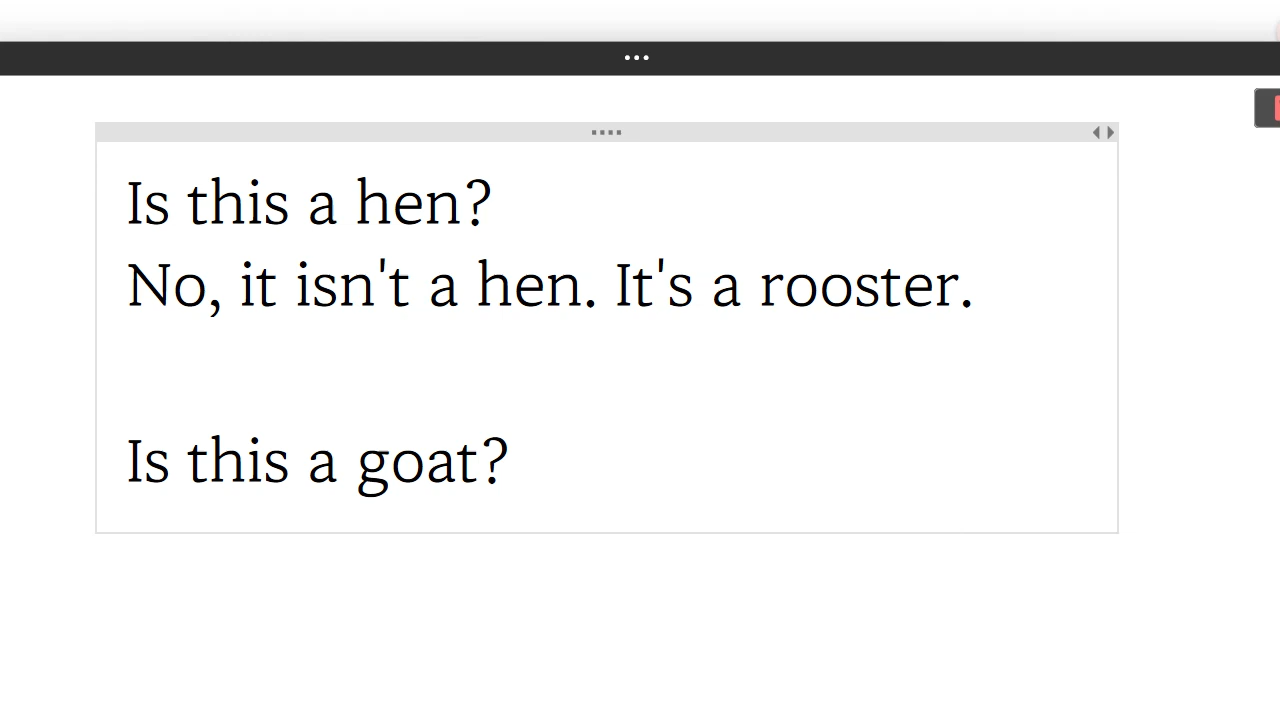 Is this a hen?
No, it isn't a hen. It's a rooster.
Is this a goat?